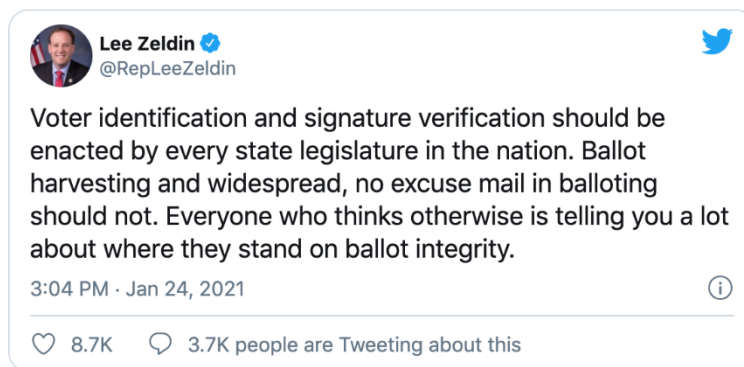 Lee Zeldin
@RepLeeZeldin
Voter identification and signature verification should be
enacted by every state legislature in the nation. Ballot
harvesting and widespread, no excuse mail in balloting
should not. Everyone who thinks otherwise is telling you a lot
about where they stand on ballot integrity.
3:04 PM · Jan 24, 2021
8.7K 3.7K people are Tweeting about this